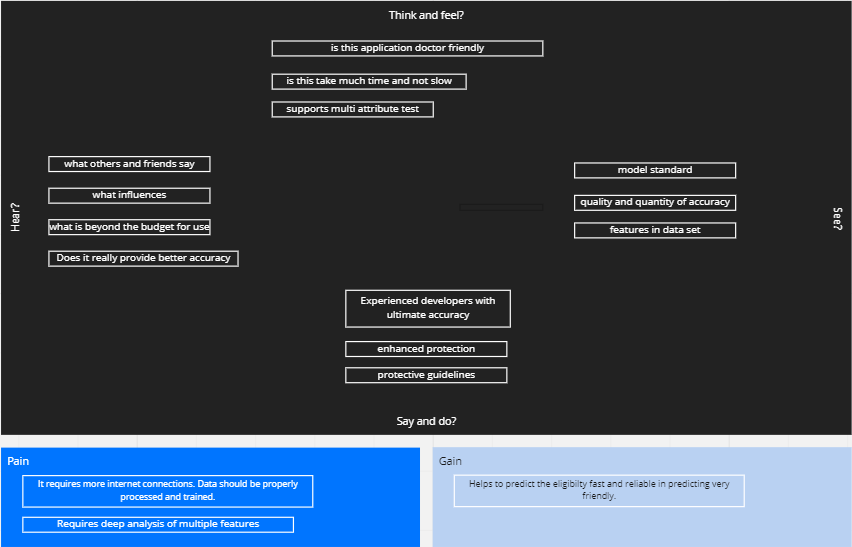 Think and feel?
is this application doctor friendly
is this take much time and not slow
supports multi attribute test
Hear?
what others and friends say
what influences
what is beyond the budget for use
Does it really provide better accuracy
See?
model standard
quality and quantity of accuracy
features in data set
Experienced developers with
ultimate accuracy
enhanced protection
protective guidelines
Say and do?
Pain
It requires more internet connections. Data should be properly
processed and trained.
Requires deep analysis of multiple features
Gain
Helps to predict the eligibilty fast and reliable in predicting very
friendly.